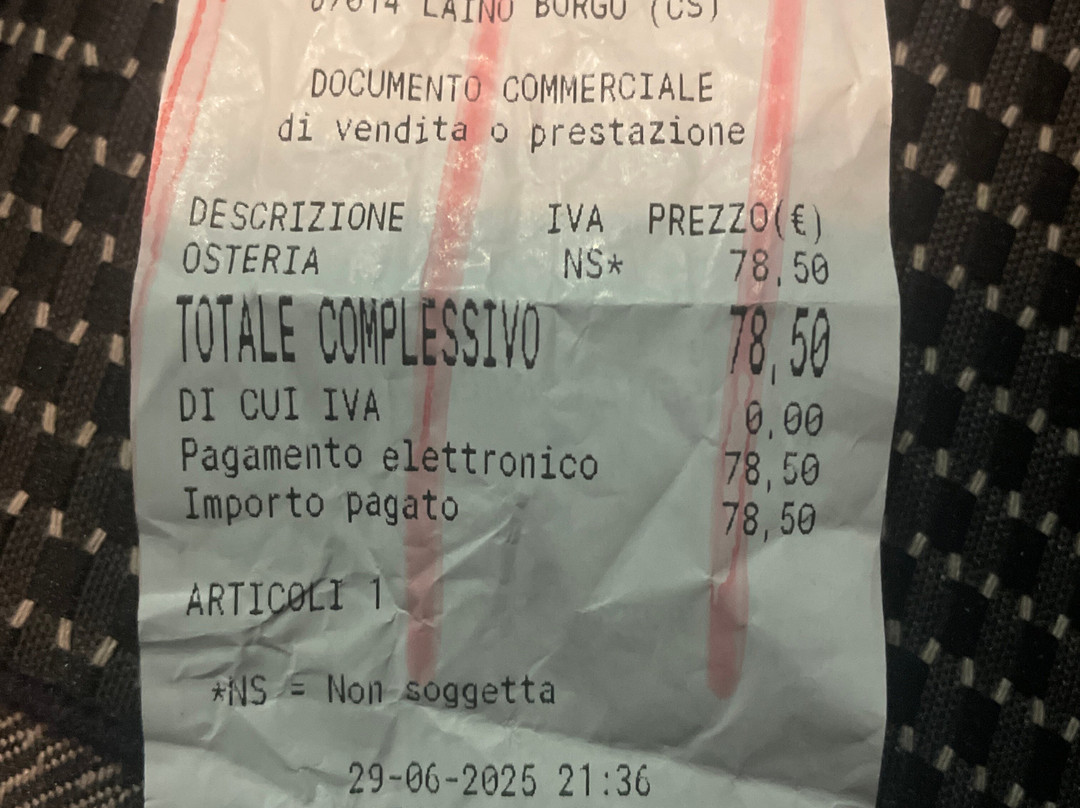 87014 LAINO BORGO (CS)
DOCUMENTO COMMERCIALE
di vendita o prestazione
DESCRIZIONE IVA PREZZO(€)
OSTERIA NS* 78,50
TOTALE COMPLESSIVO 78,50
DI CUI IVA 0,00
Pagamento elettronico 78,50
Importo pagato 78,50
ARTICOLI 1
*NS = Non soggetta
29-06-2025 21:36